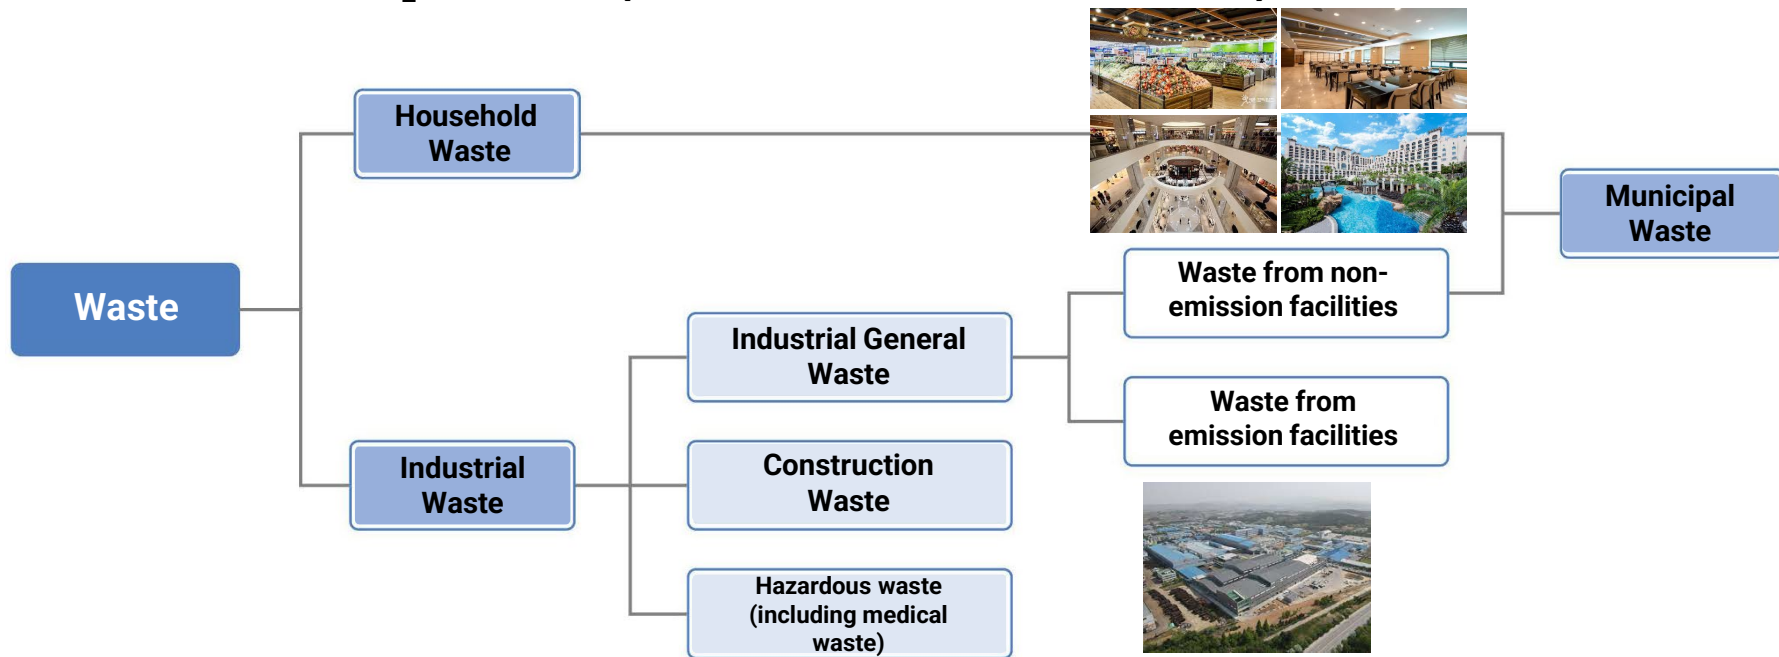 Household
Waste
Municipal
Waste
Waste
Waste from non-
emission facilities
Industrial General
Waste
Waste from
emission facilities
Industrial
Waste
Construction
Waste
Hazardous waste
(including medical
waste)